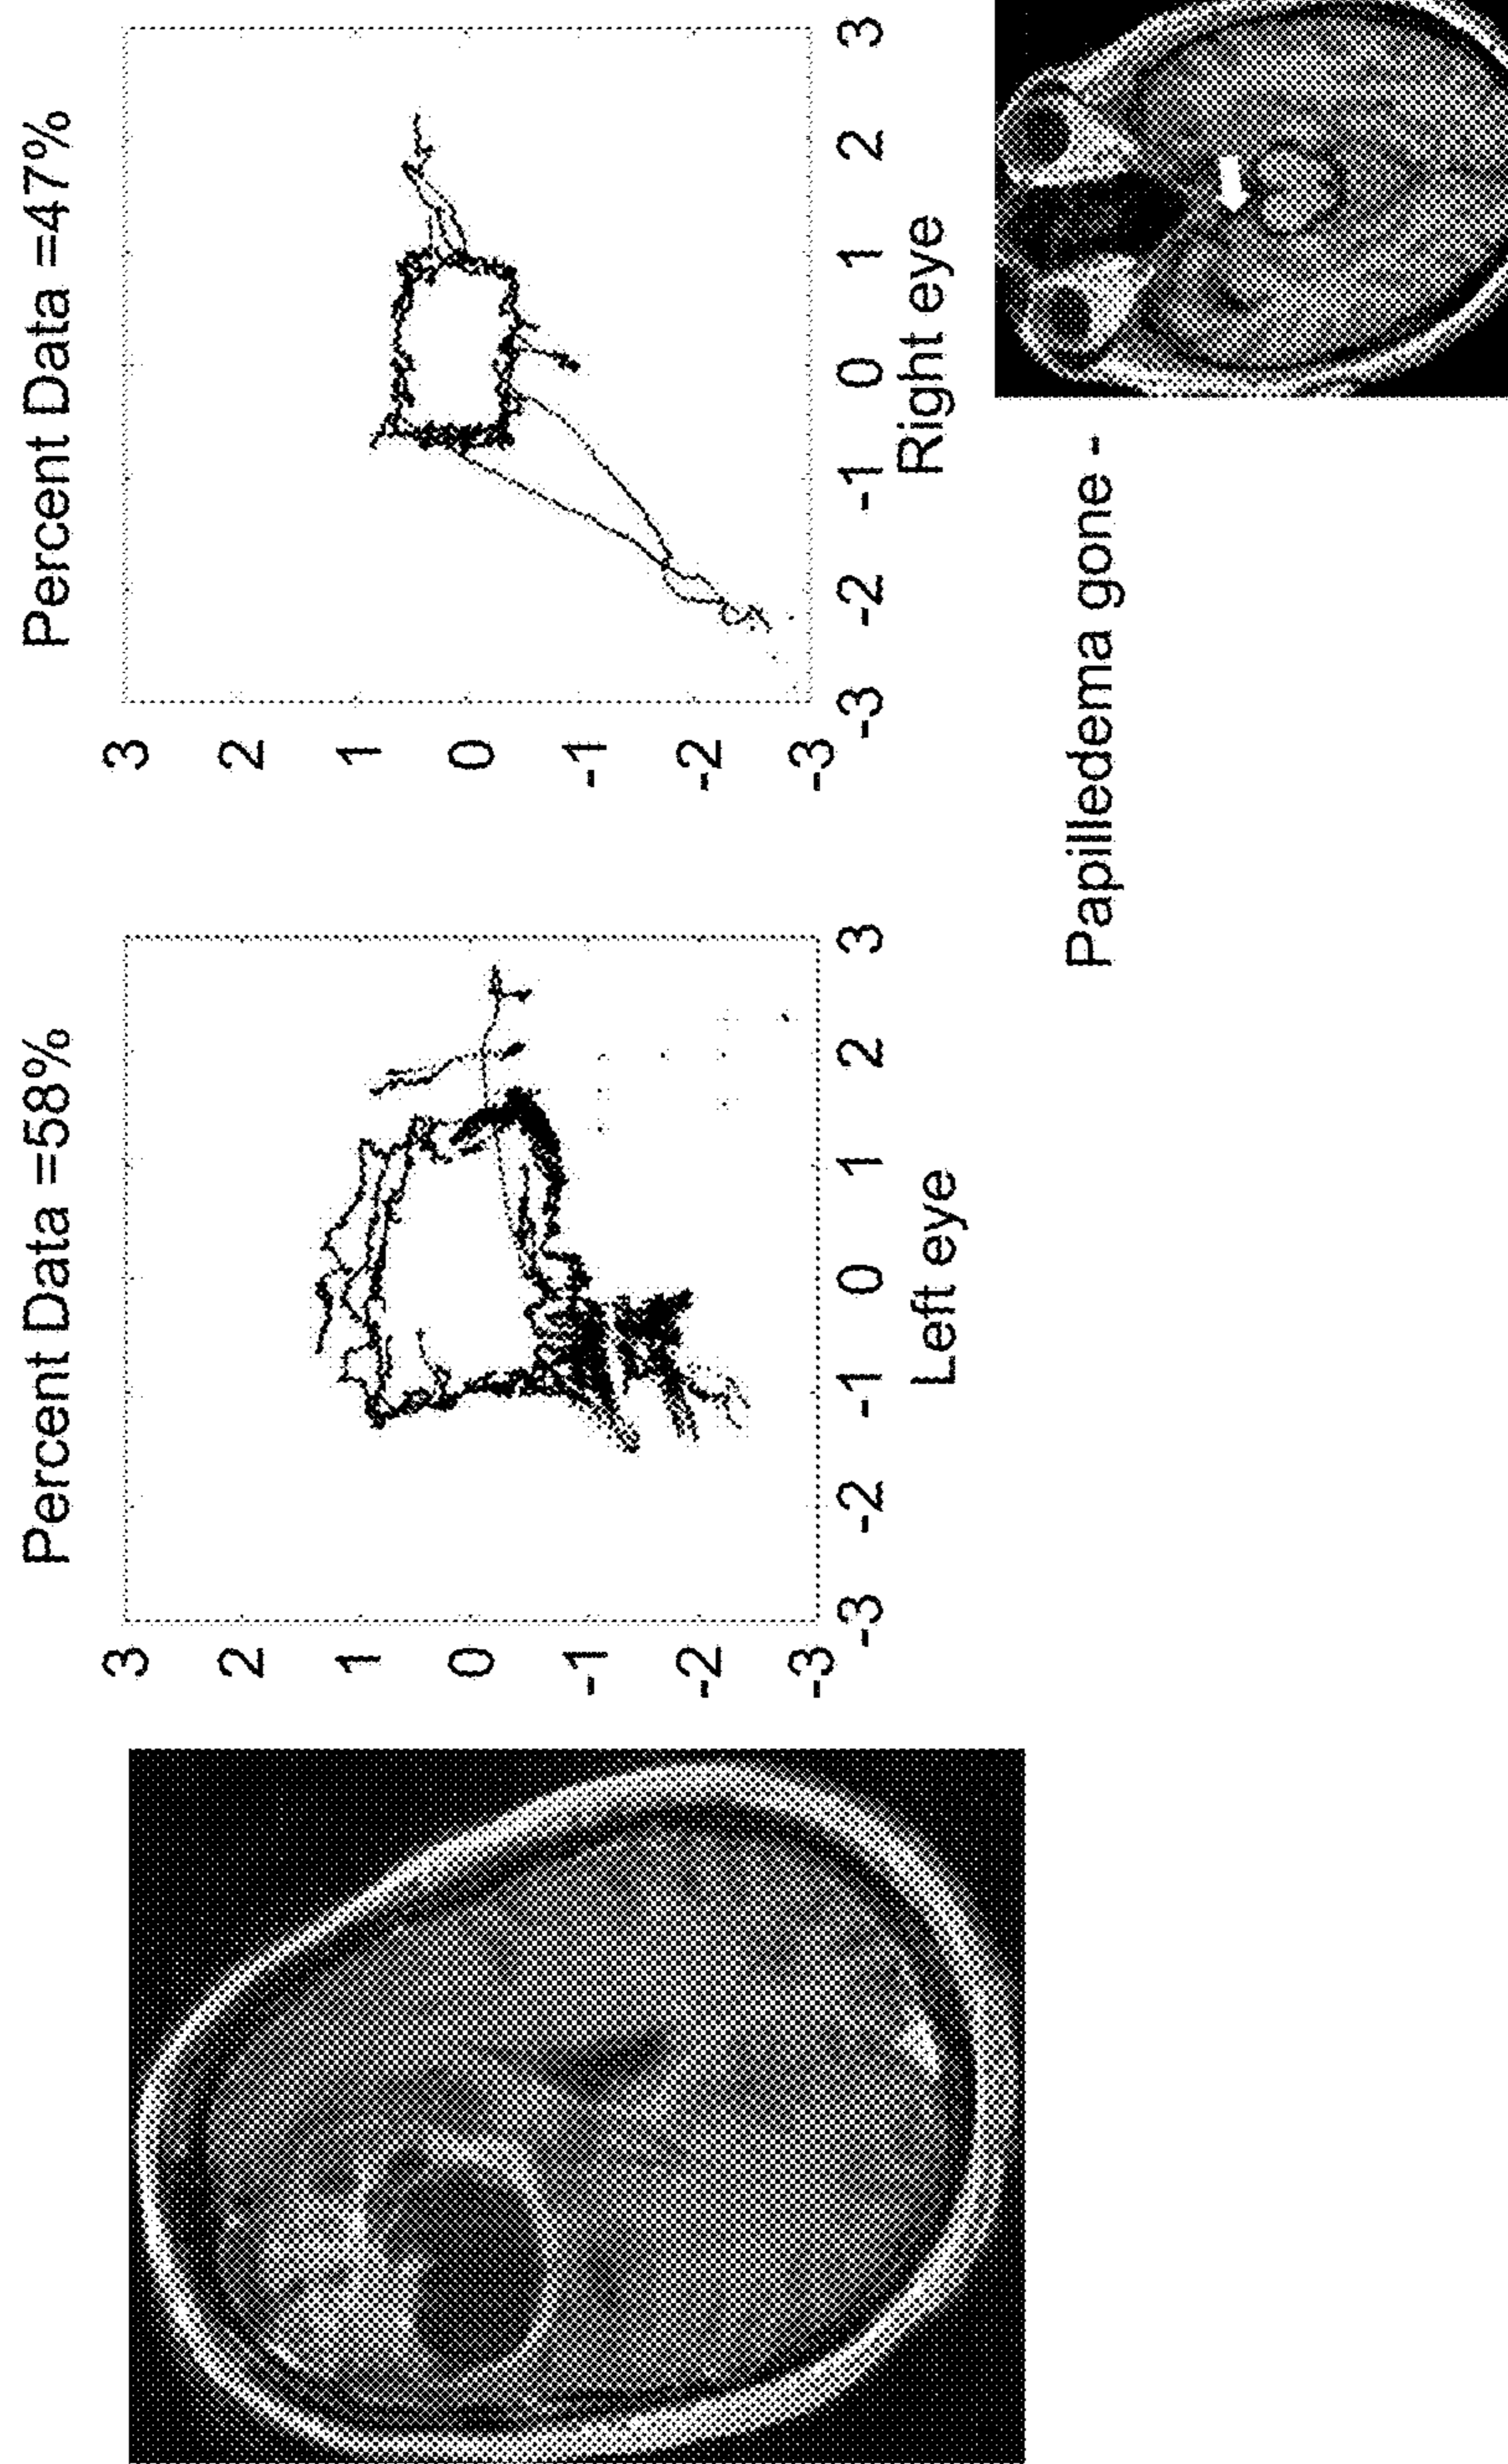 Percent Data =58%
Percent Data =47%
3
2
1
0
-1
-2
-3
3
2
1
0
-1
-2
-3
-3 -2 -1 0 1 2 3
-3 -2 -1 0 1 2 3
Left eye
Right eye
Papilledema gone -